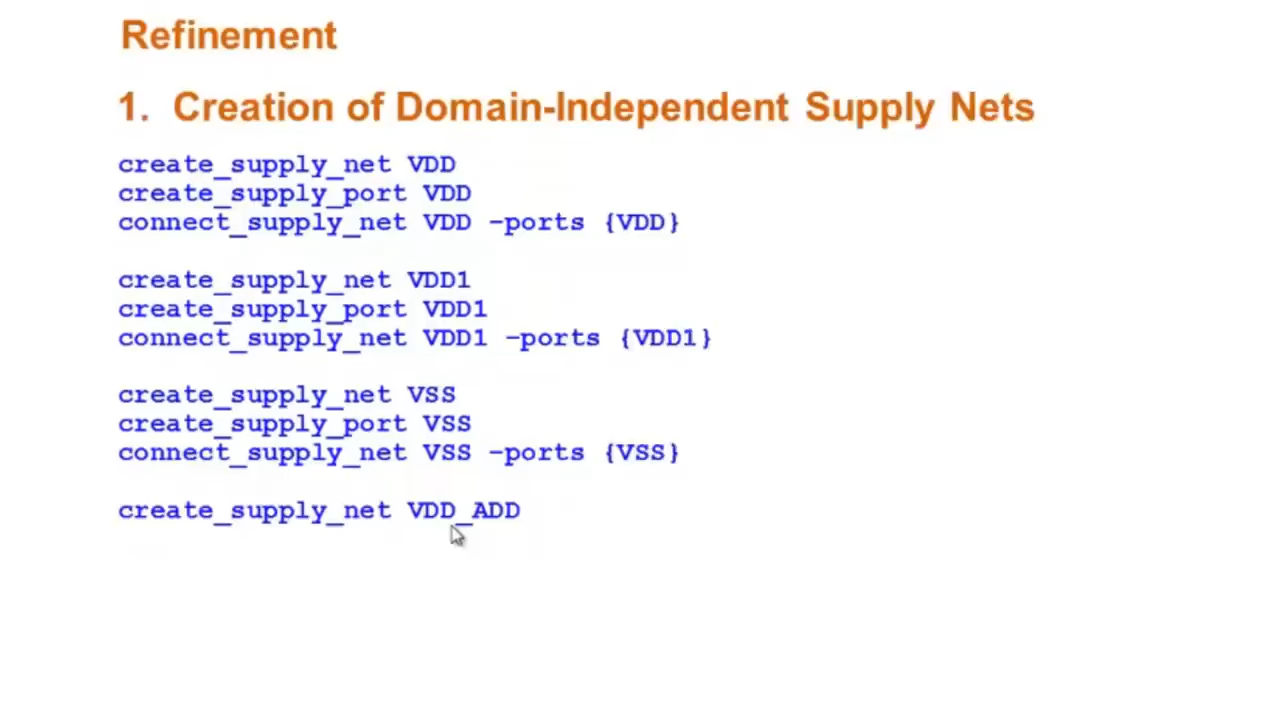 Refinement
1. Creation of Domain-Independent Supply Nets
create_supply_net VDD
create_supply_port VDD
connect_supply_net VDD -ports {VDD}
create_supply_net VDD1
create_supply_port VDD1
connect_supply_net VDD1 -ports {VDD1}
create_supply_net VSS
create_supply_port VSS
connect_supply_net VSS -ports {VSS}
create_supply_net VDD_ADD